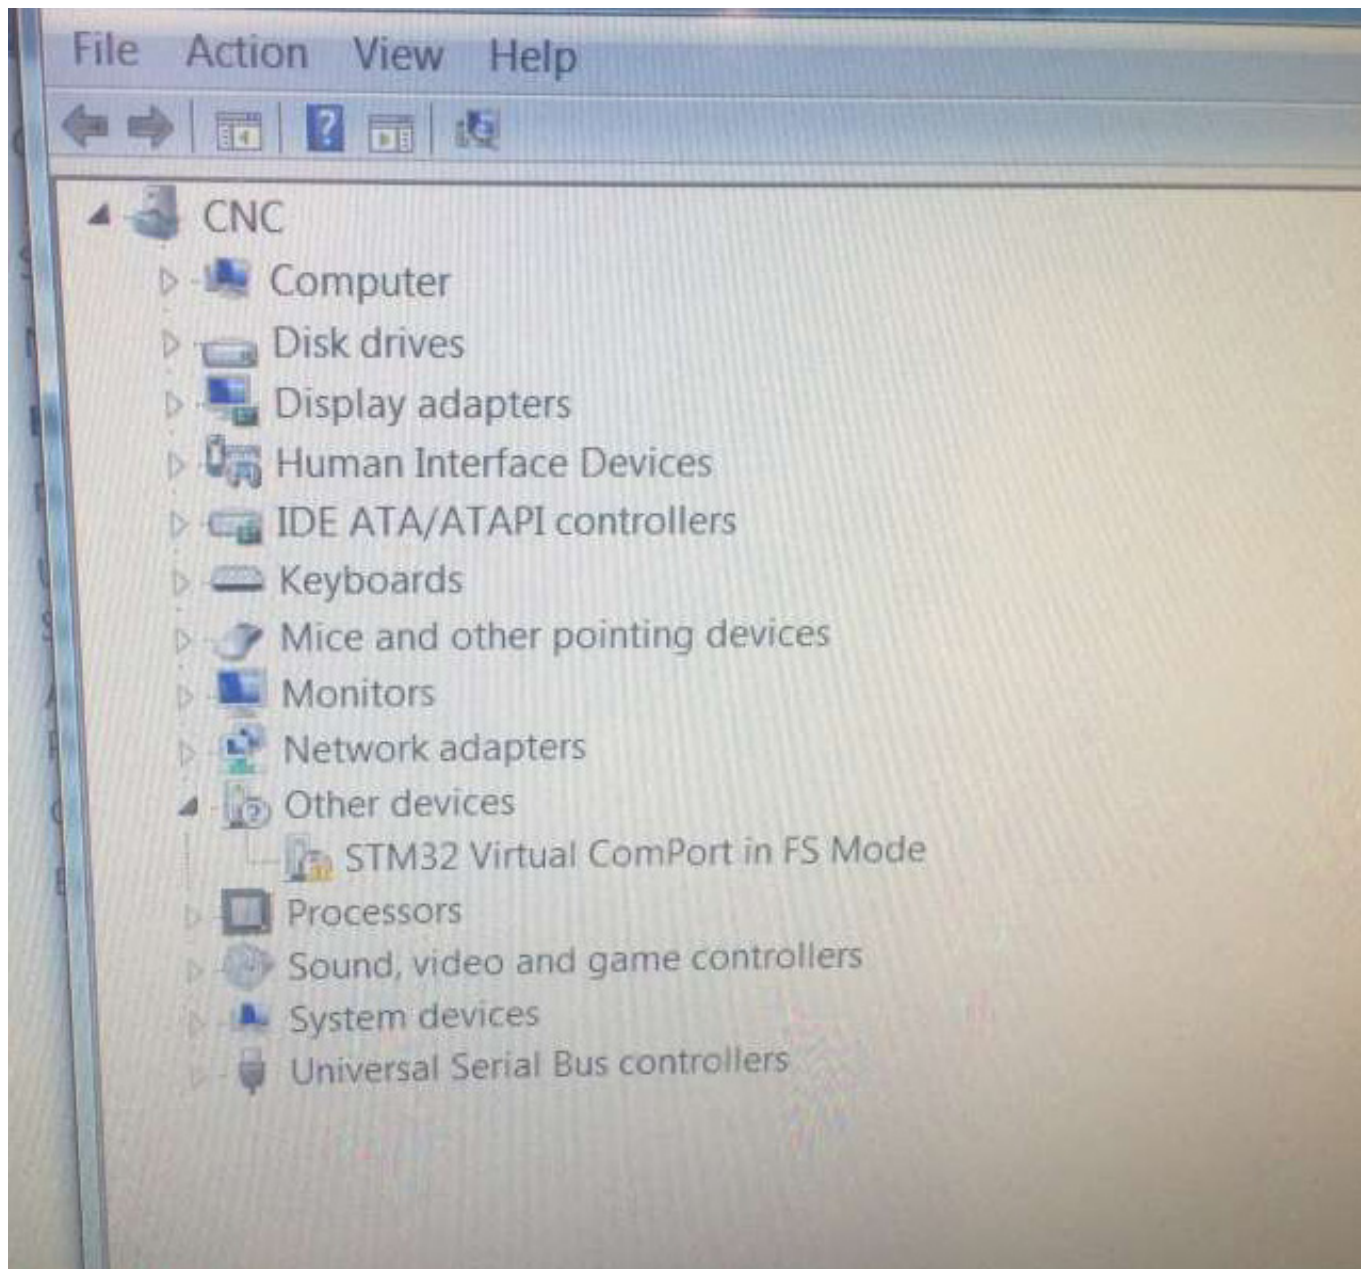 File Action View Help
CNC
Computer
Disk drives
Display adapters
Human Interface Devices
IDE ATA/ATAPI controllers
Keyboards
Mice and other pointing devices
Monitors
Network adapters
Other devices
STM32 Virtual ComPort in FS Mode
Processors
Sound, video and game controllers
System devices
Universal Serial Bus controllers